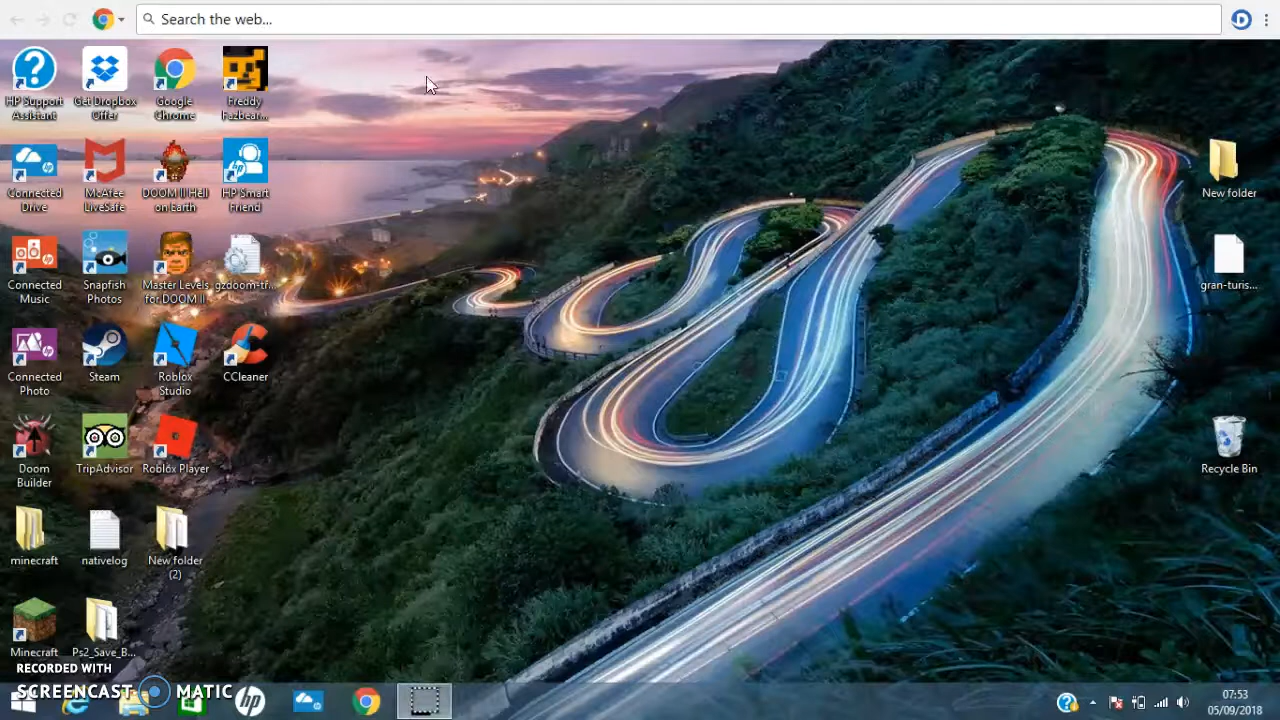 Search the web...
HP Support
Assistant
Get Dropbox
Offer
Google
Chrome
Freddy
Fazbear...
Connected
Drive
McAfee
LiveSafe
DOOM II Hell
on Earth
HP Smart
Friend
New folder
Connected
Music
Snapfish
Photos
Master Levels
for DOOM II
gzdoom-tr...
gran-turis...
Connected
Photo
Steam
Roblox
Studio
CCleaner
Doom
Builder
TripAdvisor
Roblox Player
Recycle Bin
minecraft
nativelog
New folder
(2)
Minecraft
Ps2_Save_B...
RECORDED WITH
SCREENCAST MATIC
hp
07:53
05/09/2018